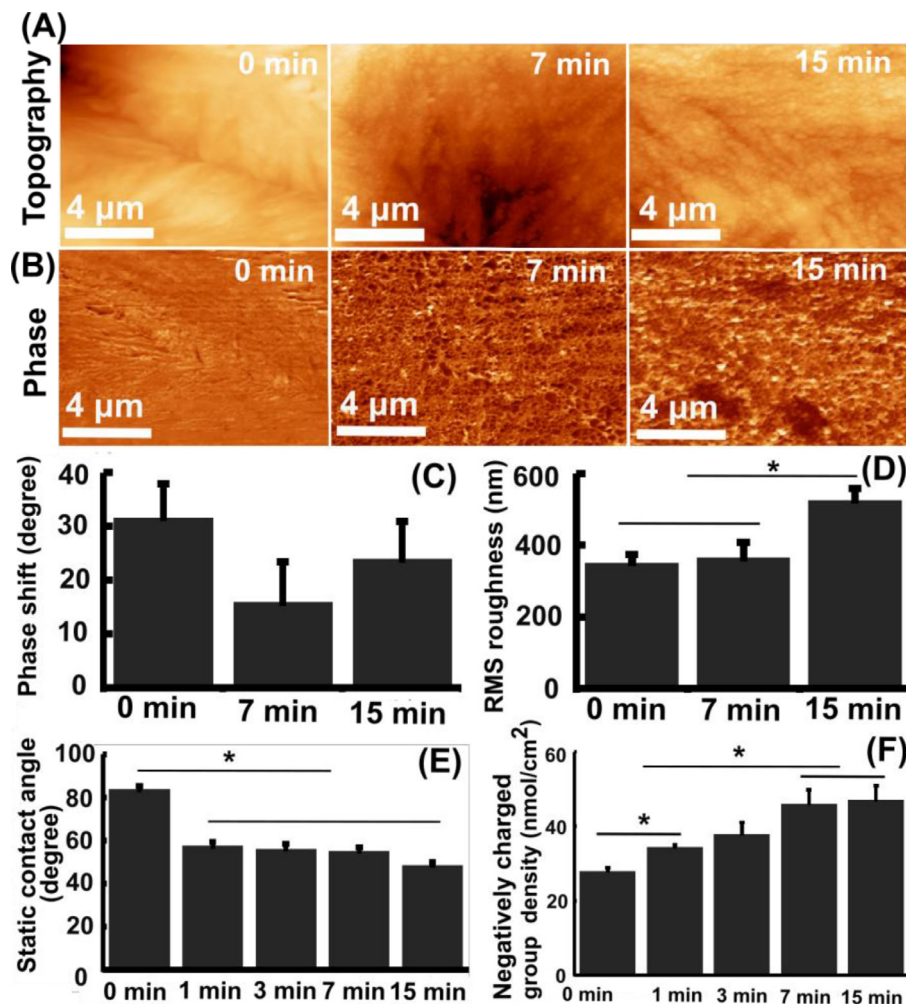 (A)
Topography
0 min
7 min
15 min
4 µm
4 µm
4 µm
(B)
Phase
0 min
7 min
15 min
4 µm
4 µm
4 µm
(C)
Phase shift (degree)
40
30
20
10
0
0 min
7 min
15 min
(D)
*
RMS roughness (nm)
600
400
200
0
0 min
7 min
15 min
(E)
*
Static contact angle
(degree)
100
80
60
40
20
0
0 min
1 min
3 min
7 min
15 min
(F)
*
*
Negatively charged
group density (nmol/cm²)
60
40
20
0
0 min
1 min
3 min
7 min
15 min